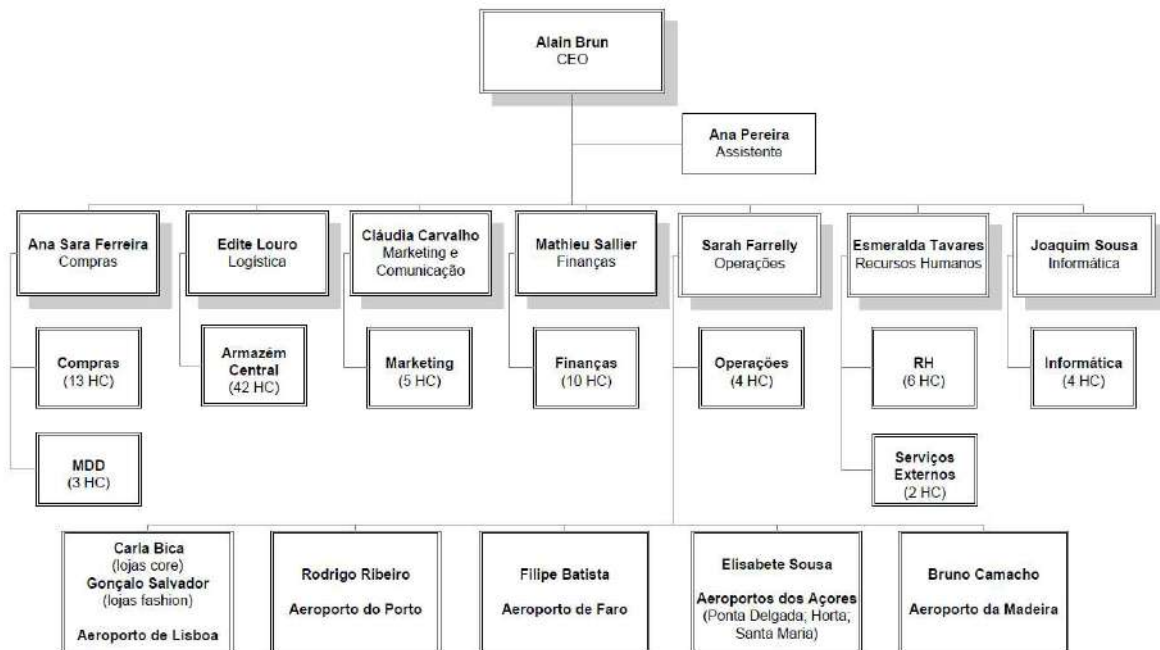 Alain Brun
CEO
Ana Pereira
Assistente
Ana Sara Ferreira
Compras
Edite Louro
Logística
Cláudia Carvalho
Marketing e
Comunicação
Mathieu Sallier
Finanças
Sarah Farrelly
Operações
Esmeralda Tavares
Recursos Humanos
Joaquim Sousa
Informática
Compras
(13 HC)
Armazém
Central
(42 HC)
Marketing
(5 HC)
Finanças
(10 HC)
Operações
(4 HC)
RH
(6 HC)
Informática
(4 HC)
MDD
(3 HC)
Serviços
Externos
(2 HC)
Carla Bica
(lojas core)
Gonçalo Salvador
(lojas fashion)
Aeroporto de Lisboa
Rodrigo Ribeiro
Aeroporto do Porto
Filipe Batista
Aeroporto de Faro
Elisabete Sousa
Aeroportos dos Açores
(Ponta Delgada; Horta;
Santa Maria)
Bruno Camacho
Aeroporto da Madeira